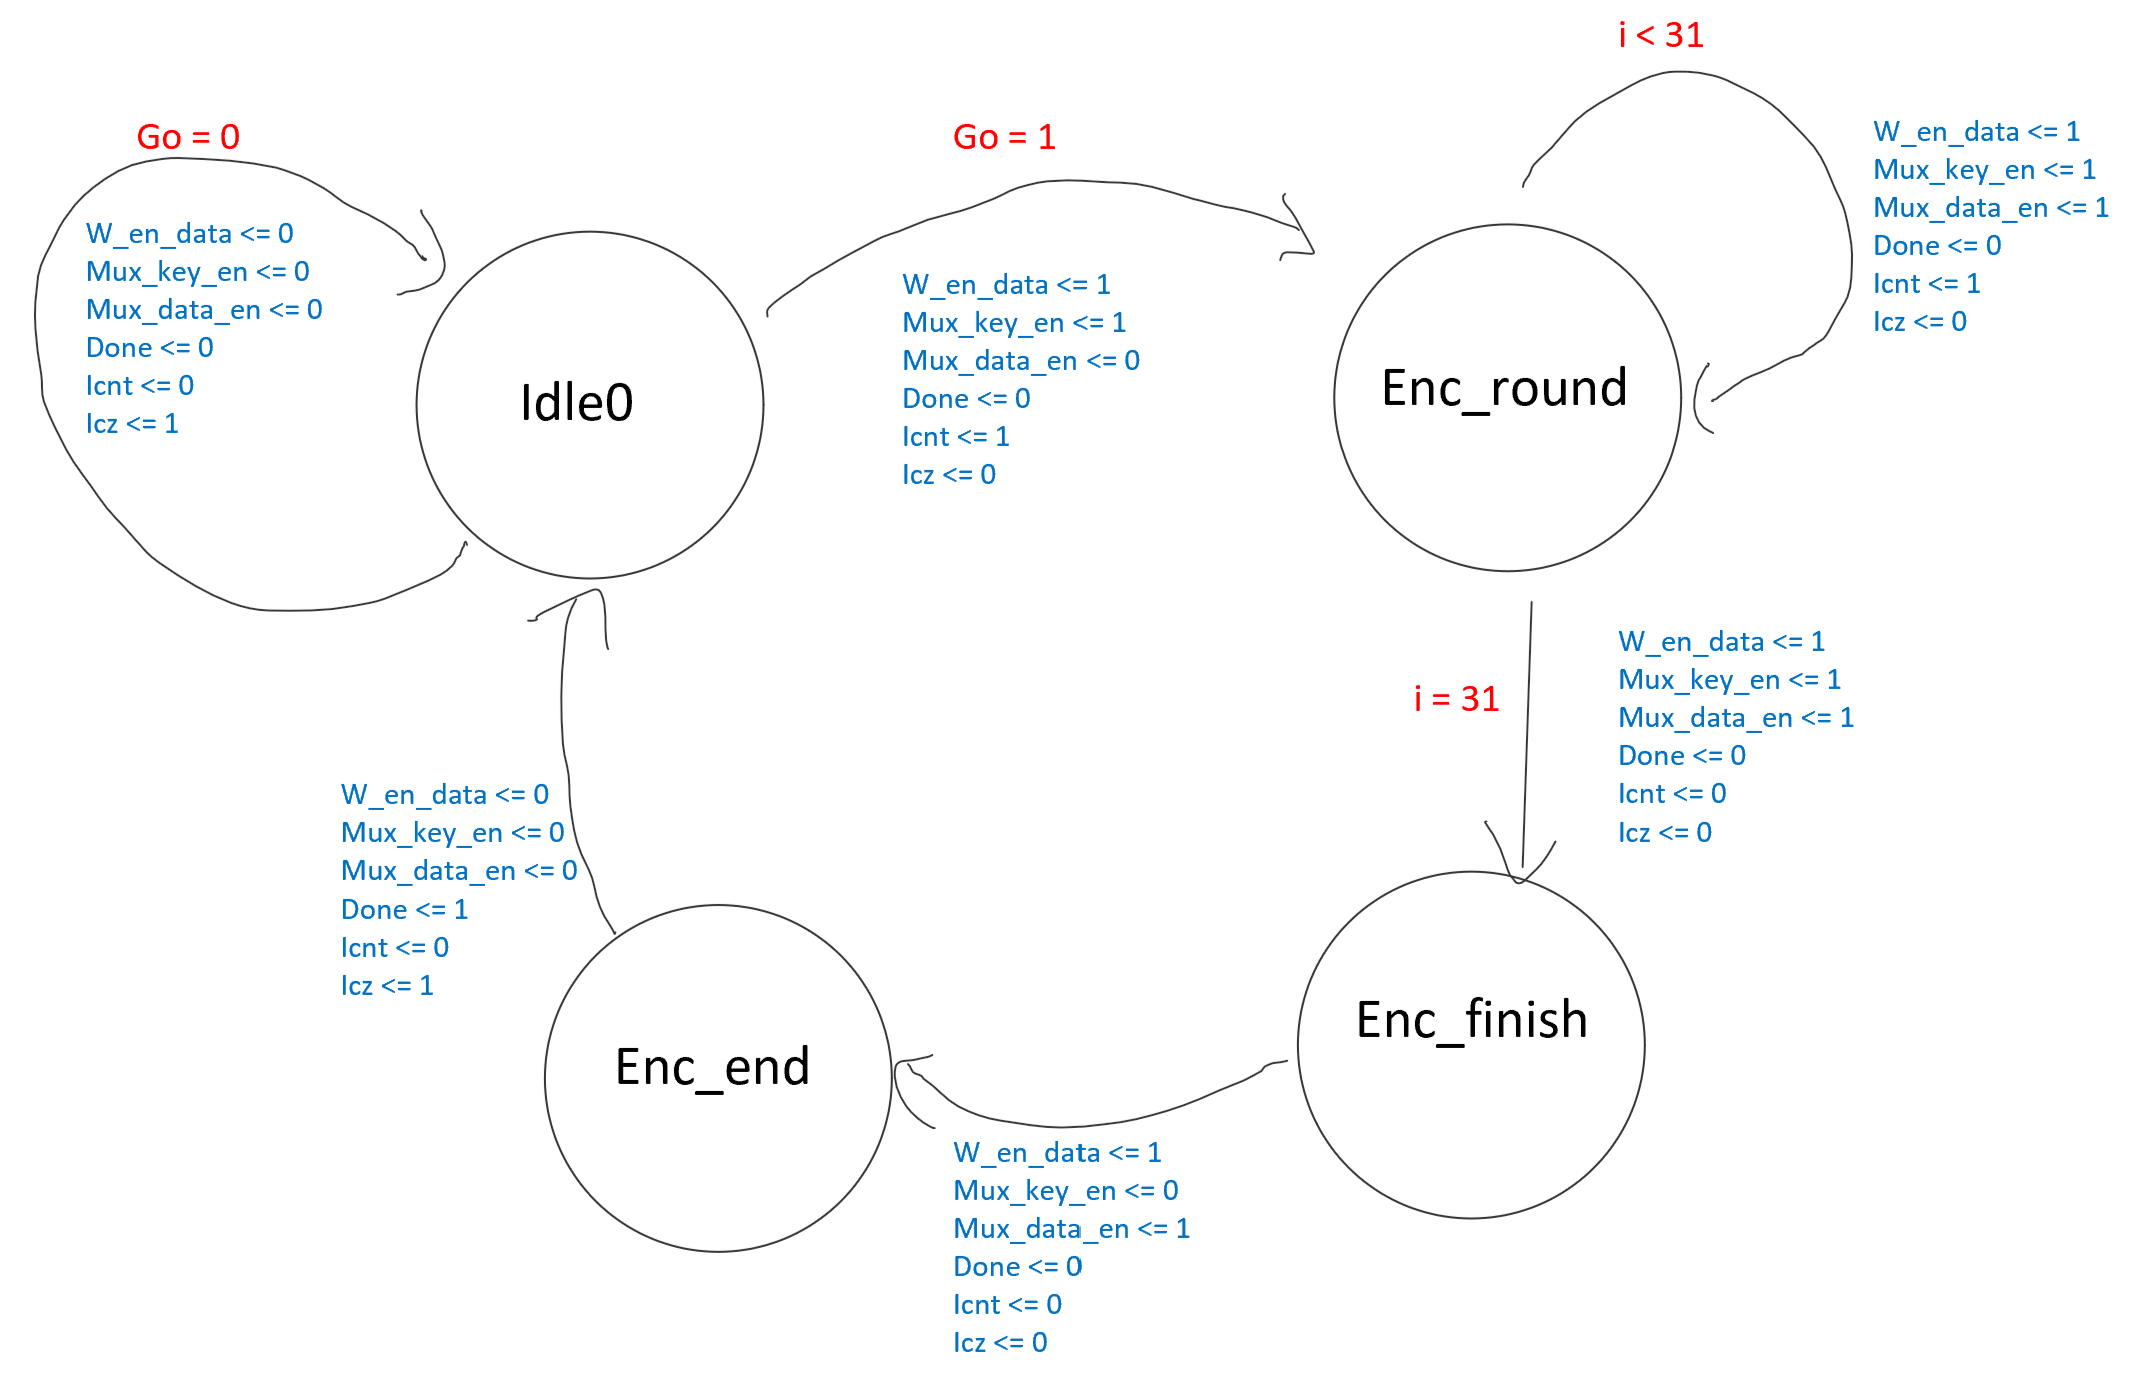 i < 31
Go = 0
Go = 1
W_en_data <= 1
Mux_key_en <= 1
Mux_data_en <= 1
Done <= 0
Icnt <= 1
Icz <= 0
W_en_data <= 0
Mux_key_en <= 0
Mux_data_en <= 0
Done <= 0
Icnt <= 0
Icz <= 1
Idle0
W_en_data <= 1
Mux_key_en <= 1
Mux_data_en <= 0
Done <= 0
Icnt <= 1
Icz <= 0
Enc_round
i = 31
W_en_data <= 1
Mux_key_en <= 1
Mux_data_en <= 1
Done <= 0
Icnt <= 0
Icz <= 0
W_en_data <= 0
Mux_key_en <= 0
Mux_data_en <= 0
Done <= 1
Icnt <= 0
Icz <= 1
Enc_end
Enc_finish
W_en_data <= 1
Mux_key_en <= 0
Mux_data_en <= 1
Done <= 0
Icnt <= 0
Icz <= 0